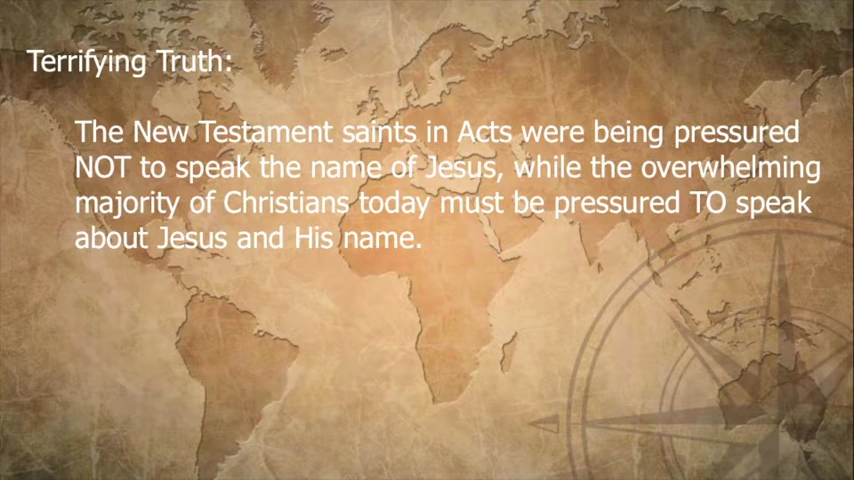 Terrifying Truth:
The New Testament saints in Acts were being pressured
NOT to speak the name of Jesus, while the overwhelming
majority of Christians today must be pressured TO speak
about Jesus and His name.